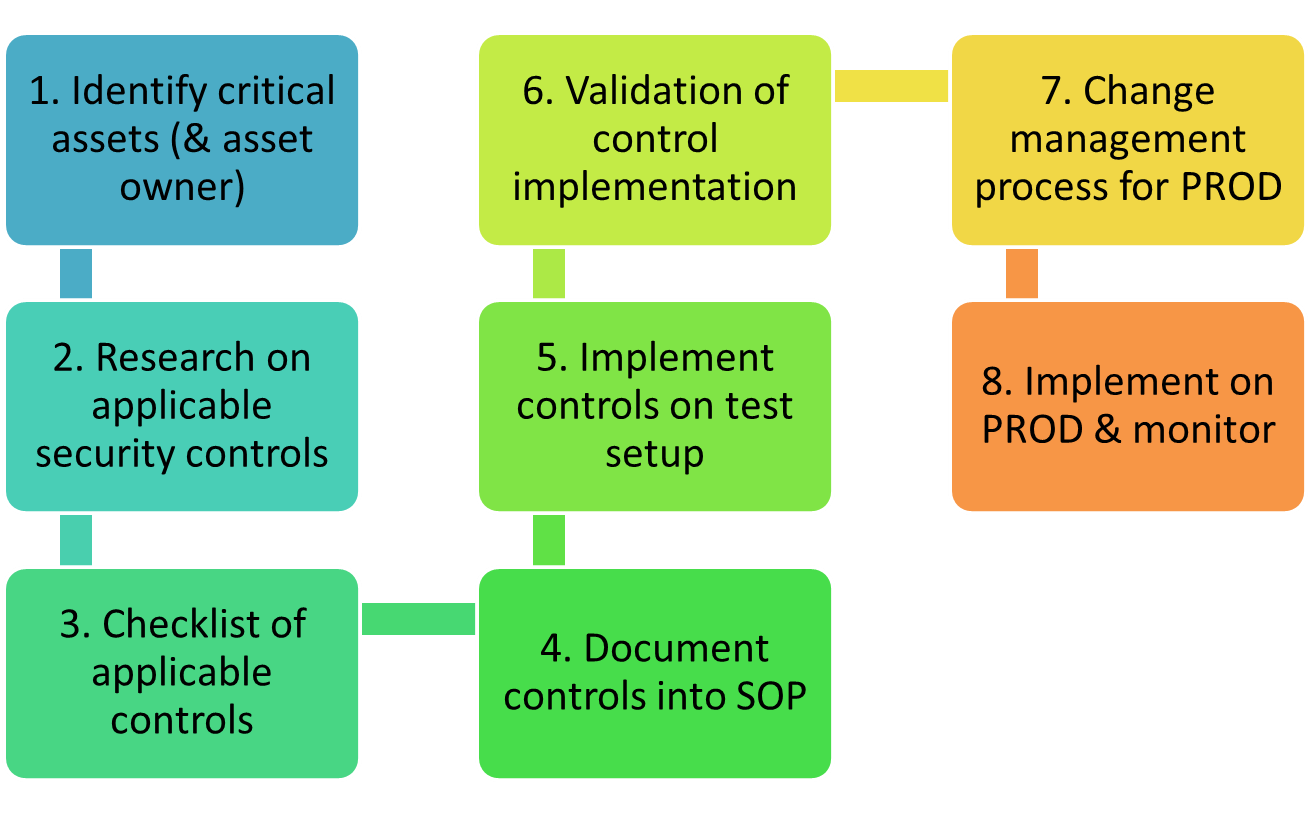 1. Identify critical
assets (& asset
owner)
2. Research on
applicable
security controls
3. Checklist of
applicable
controls
4. Document
controls into SOP
5. Implement
controls on test
setup
6. Validation of
control
implementation
7. Change
management
process for PROD
8. Implement on
PROD & monitor